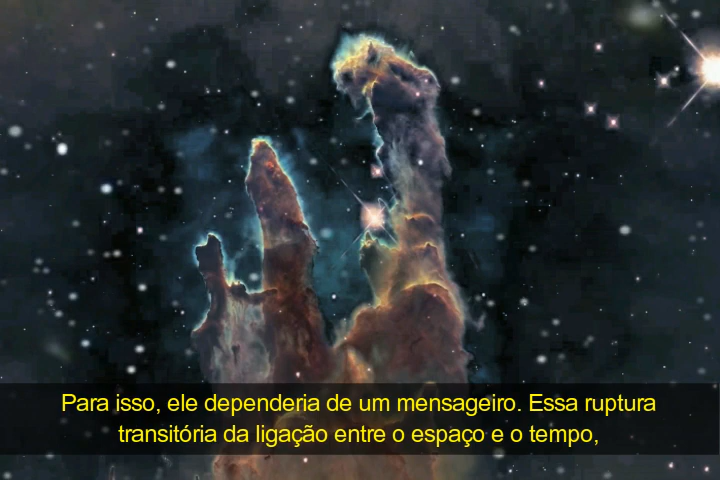 Para isso, ele dependeria de um mensageiro. Essa ruptura
transitória da ligação entre o espaço e o tempo,